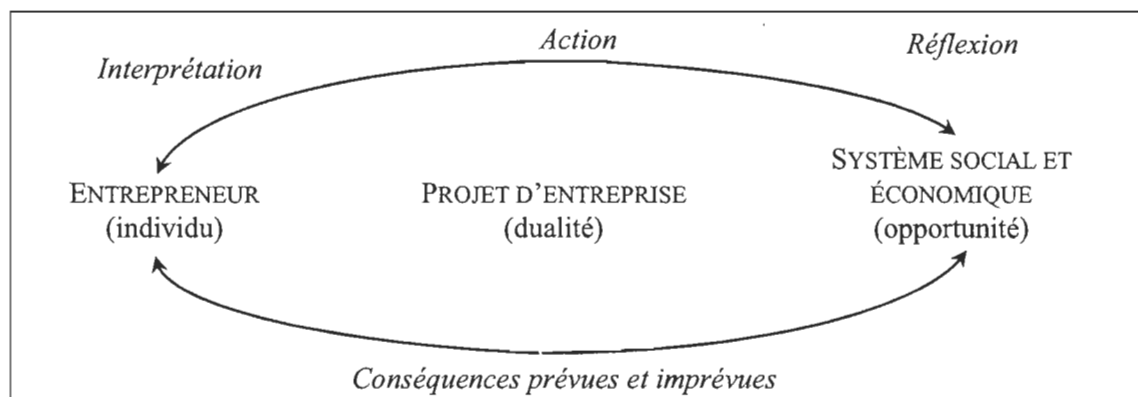 Action
Interprétation
Réflexion
ENTREPRENEUR
(individu)
PROJET D'ENTREPRISE
(dualité)
SYSTÈME SOCIAL ET
ÉCONOMIQUE
(opportunité)
Conséquences prévues et imprévues